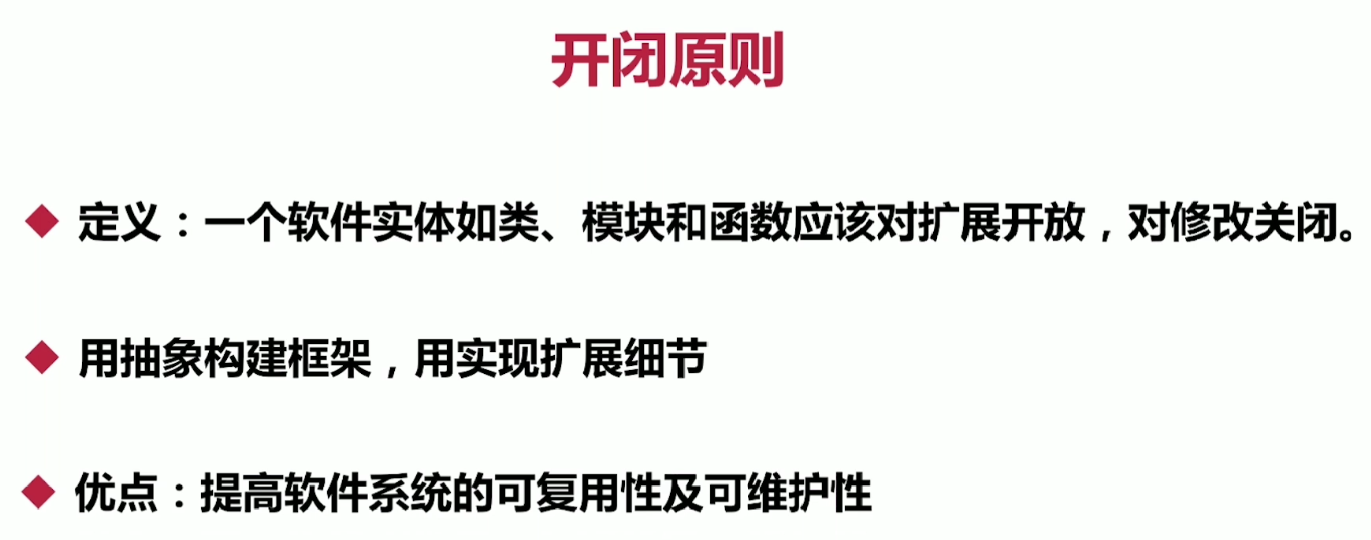 开闭原则
定义：一个软件实体如类、模块和函数应该对扩展开放，对修改关闭。
用抽象构建框架，用实现扩展细节
优点：提高软件系统的可复用性及可维护性